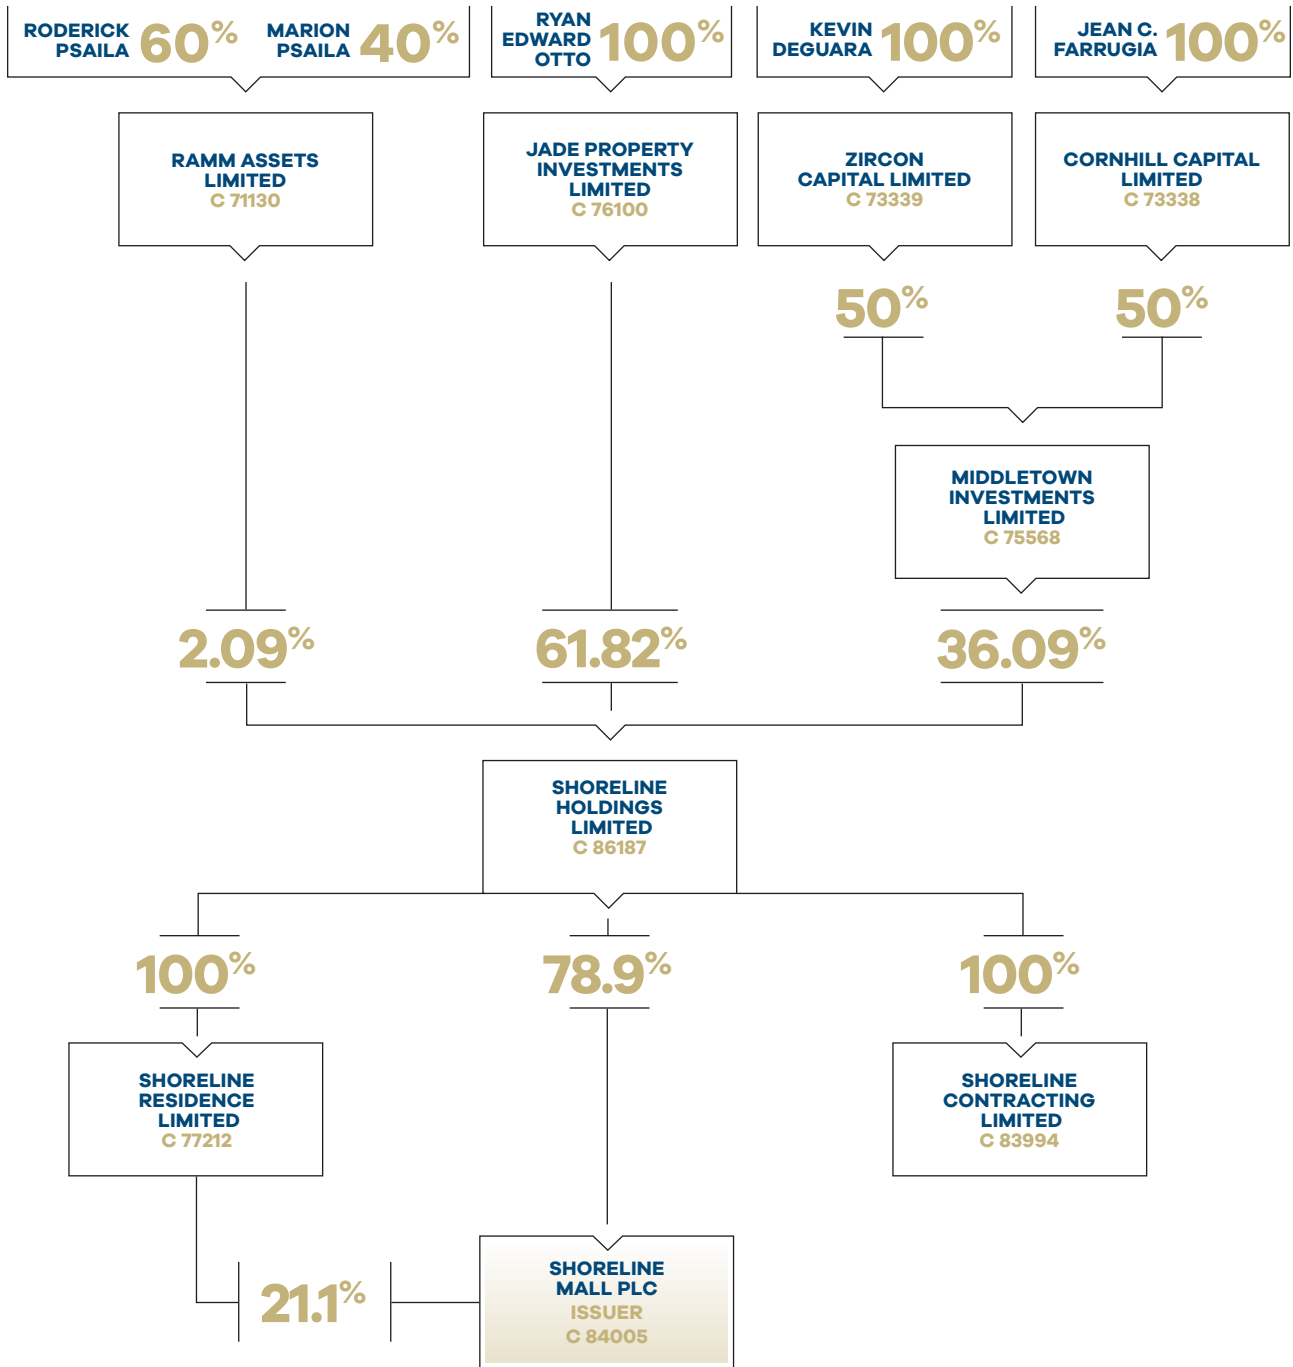 RODERICK
PSAILA
60%
MARION
PSAILA
40%
RYAN
EDWARD
OTTO
100%
KEVIN
DEGUARA
100%
JEAN C.
FARRUGIA
100%
RAMM ASSETS
LIMITED
C 71130
JADE PROPERTY
INVESTMENTS
LIMITED
C 76100
ZIRCON
CAPITAL LIMITED
C 73339
CORNHILL CAPITAL
LIMITED
C 73338
50%
50%
MIDDLETOWN
INVESTMENTS
LIMITED
C 75568
2.09%
61.82%
36.09%
SHORELINE
HOLDINGS
LIMITED
C 86187
100%
78.9%
100%
SHORELINE
RESIDENCE
LIMITED
C 77212
SHORELINE
CONTRACTING
LIMITED
C 83994
21.1%
SHORELINE
MALL PLC
ISSUER
C 84005